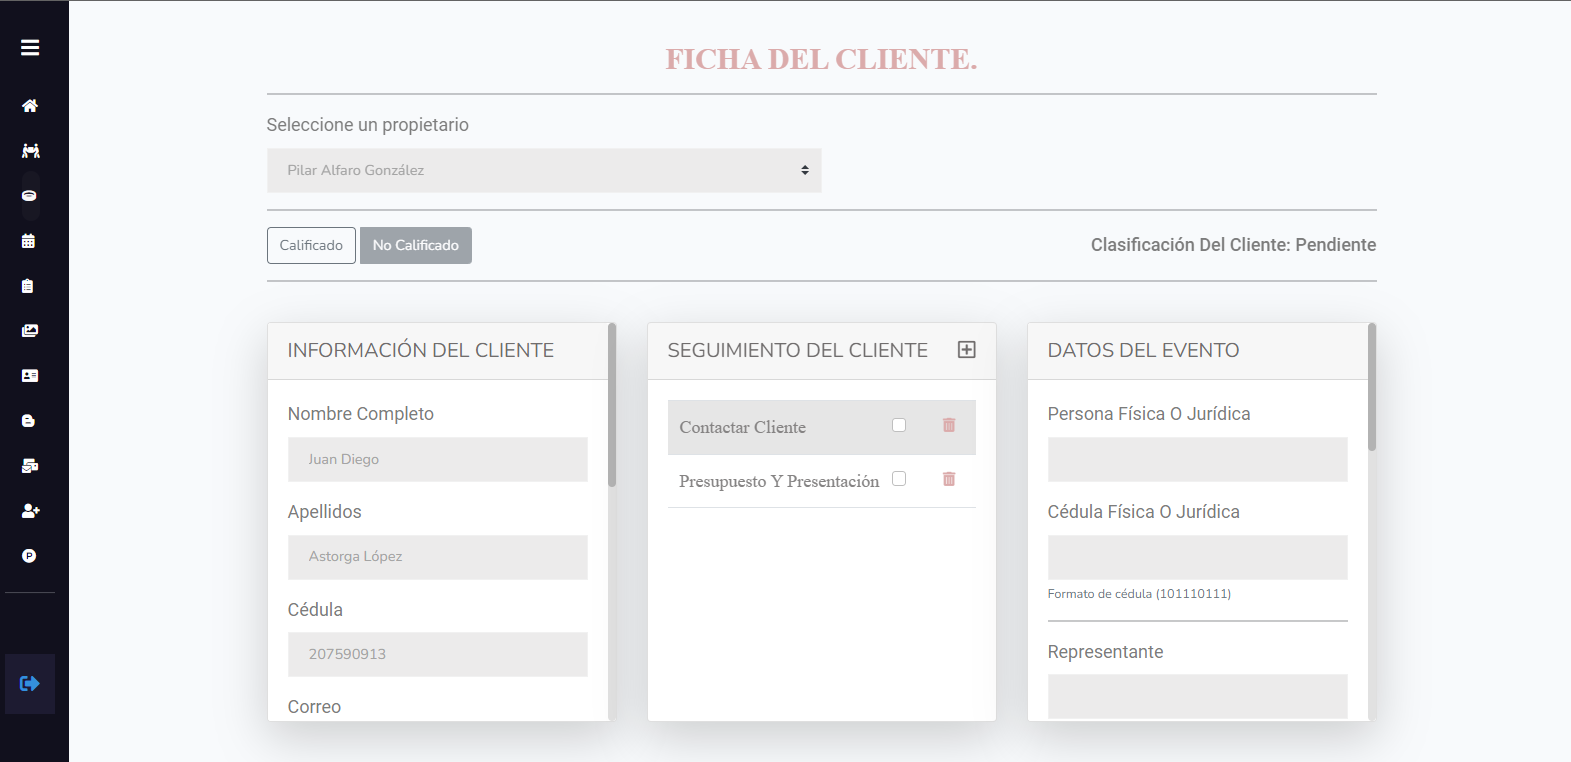 FICHA DEL CLIENTE.
Seleccione un propietario
Pilar Alfaro González
Calificado
No Calificado
Clasificación Del Cliente: Pendiente
INFORMACIÓN DEL CLIENTE
Nombre Completo
Juan Diego
Apellidos
Astorga López
Cédula
207590913
Correo
SEGUIMIENTO DEL CLIENTE
Contactar Cliente
Presupuesto Y Presentación
DATOS DEL EVENTO
Persona Física O Jurídica
Cédula Física O Jurídica
Formato de cédula (101110111)
Representante